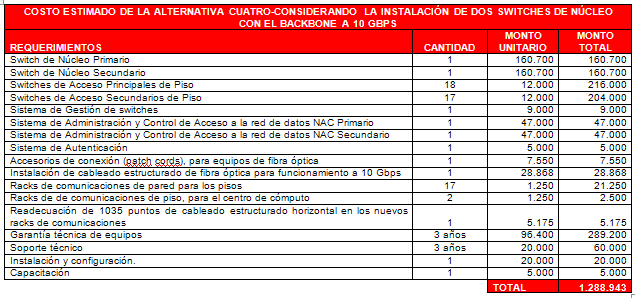 COSTO ESTIMADO DE LA ALTERNATIVA CUATRO-CONSIDERANDO LA INSTALACIÓN DE DOS SWITCHES DE NÚCLEO
CON EL BACKBONE A 10 GBPS
REQUERIMIENTOS CANTIDAD MONTO UNITARIO MONTO TOTAL
Switch de Núcleo Primario 1 160.700 160.700
Switch de Núcleo Secundario 1 160.700 160.700
Switches de Acceso Principales de Piso 18 12.000 216.000
Switches de Acceso Secundarios de Piso 17 12.000 204.000
Sistema de Gestión de switches 1 9.000 9.000
Sistema de Administración y Control de Acceso a la red de datos NAC Primario 1 47.000 47.000
Sistema de Administración y Control de Acceso a la red de datos NAC Secundario 1 47.000 47.000
Sistema de Autenticación 1 5.000 5.000
Accesorios de conexión (patch cords), para equipos de fibra óptica 1 7.550 7.550
Instalación de cableado estructurado de fibra óptica para funcionamiento a 10 Gbps 1 28.868 28.868
Racks de comunicaciones de pared para los pisos 17 1.250 21.250
Racks de de comunicaciones de piso, para el centro de cómputo 2 1.250 2.500
Readecuación de 1035 puntos de cableado estructurado horizontal en los nuevos
racks de comunicaciones 1 5.175 5.175
Garantía técnica de equipos 3 años 96.400 289.200
Soporte técnico 3 años 20.000 60.000
Instalación y configuración. 1 20.000 20.000
Capacitación 1 5.000 5.000
TOTAL 1.288.943